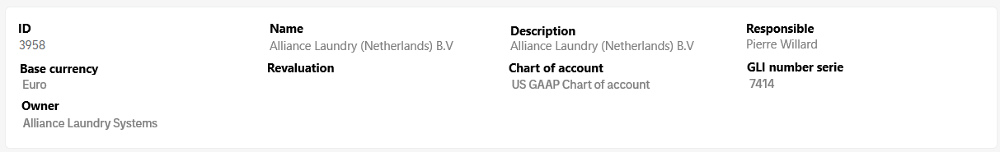 ID
3958
Name
Alliance Laundry (Netherlands) B.V
Description
Alliance Laundry (Netherlands) B.V
Responsible
Pierre Willard
Base currency
Euro
Revaluation
Chart of account
US GAAP Chart of account
GLI number serie
7414
Owner
Alliance Laundry Systems